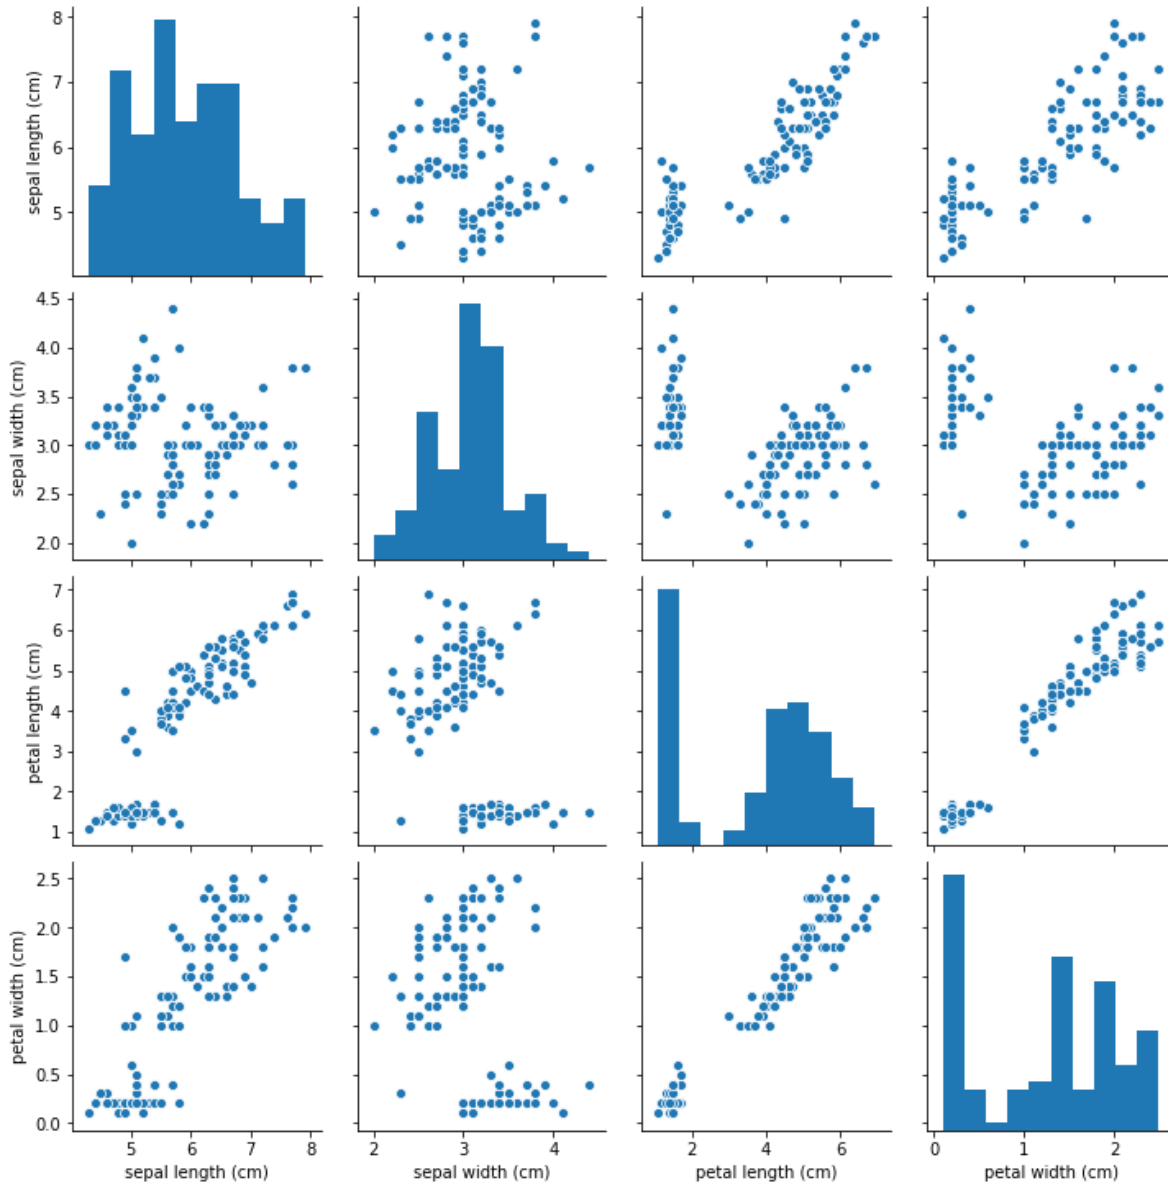 8
7
6
5
sepal length (cm)
4.5
4.0
3.5
3.0
2.5
2.0
sepal width (cm)
7
6
5
4
3
2
1
petal length (cm)
2.5
2.0
1.5
1.0
0.5
0.0
petal width (cm)
5 6 7 8
sepal length (cm)
2 3 4
sepal width (cm)
2 4 6
petal length (cm)
0 1 2
petal width (cm)